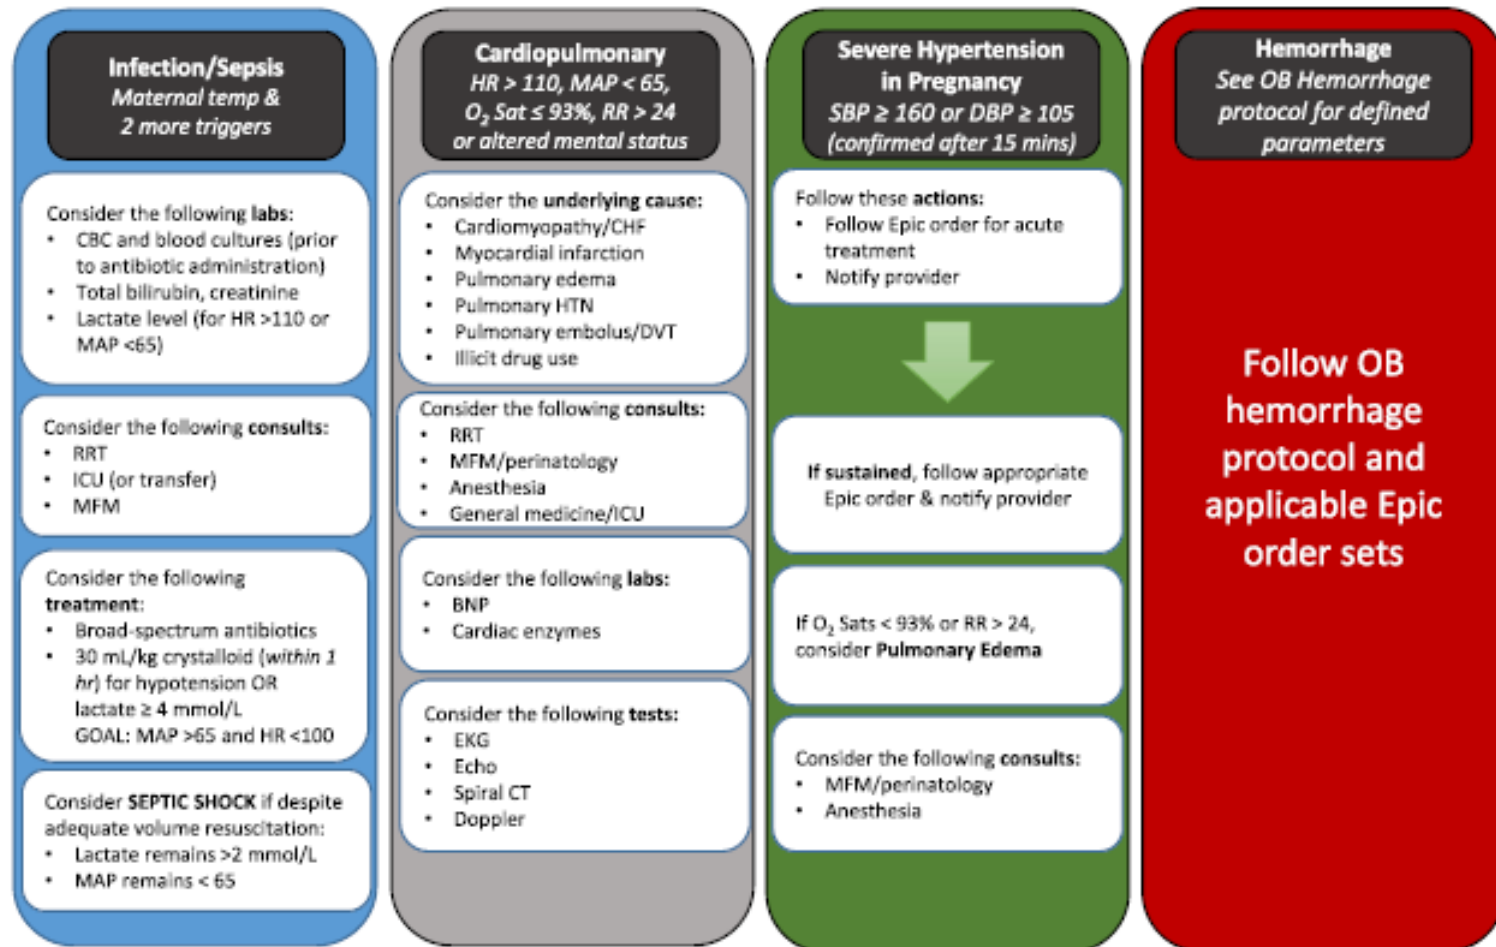 Infection/Sepsis
Maternal temp &
2 more triggers
Consider the following labs:
• CBC and blood cultures (prior
to antibiotic administration)
• Total bilirubin, creatinine
• Lactate level (for HR >110 or
MAP <65)
Consider the following consults:
• RRT
• ICU (or transfer)
• MFM
Consider the following
treatment:
• Broad-spectrum antibiotics
• 30 mL/kg crystalloid (within 1
hr) for hypotension OR
lactate ≥ 4 mmol/L
GOAL: MAP >65 and HR <100
Consider SEPTIC SHOCK if despite
adequate volume resuscitation:
• Lactate remains >2 mmol/L
• MAP remains < 65
Cardiopulmonary
HR > 110, MAP < 65,
O₂ Sat ≤ 93%, RR > 24
or altered mental status
Consider the underlying cause:
• Cardiomyopathy/CHF
• Myocardial infarction
• Pulmonary edema
• Pulmonary HTN
• Pulmonary embolus/DVT
• Illicit drug use
Consider the following consults:
• RRT
• MFM/perinatology
• Anesthesia
• General medicine/ICU
Consider the following labs:
• BNP
• Cardiac enzymes
Consider the following tests:
• EKG
• Echo
• Spiral CT
• Doppler
Severe Hypertension
in Pregnancy
SBP ≥ 160 or DBP ≥ 105
(confirmed after 15 mins)
Follow these actions:
• Follow Epic order for acute
treatment
• Notify provider
If sustained, follow appropriate
Epic order & notify provider
If O₂ Sats < 93% or RR > 24,
consider Pulmonary Edema
Consider the following consults:
• MFM/perinatology
• Anesthesia
Hemorrhage
See OB Hemorrhage
protocol for defined
parameters
Follow OB
hemorrhage
protocol and
applicable Epic
order sets